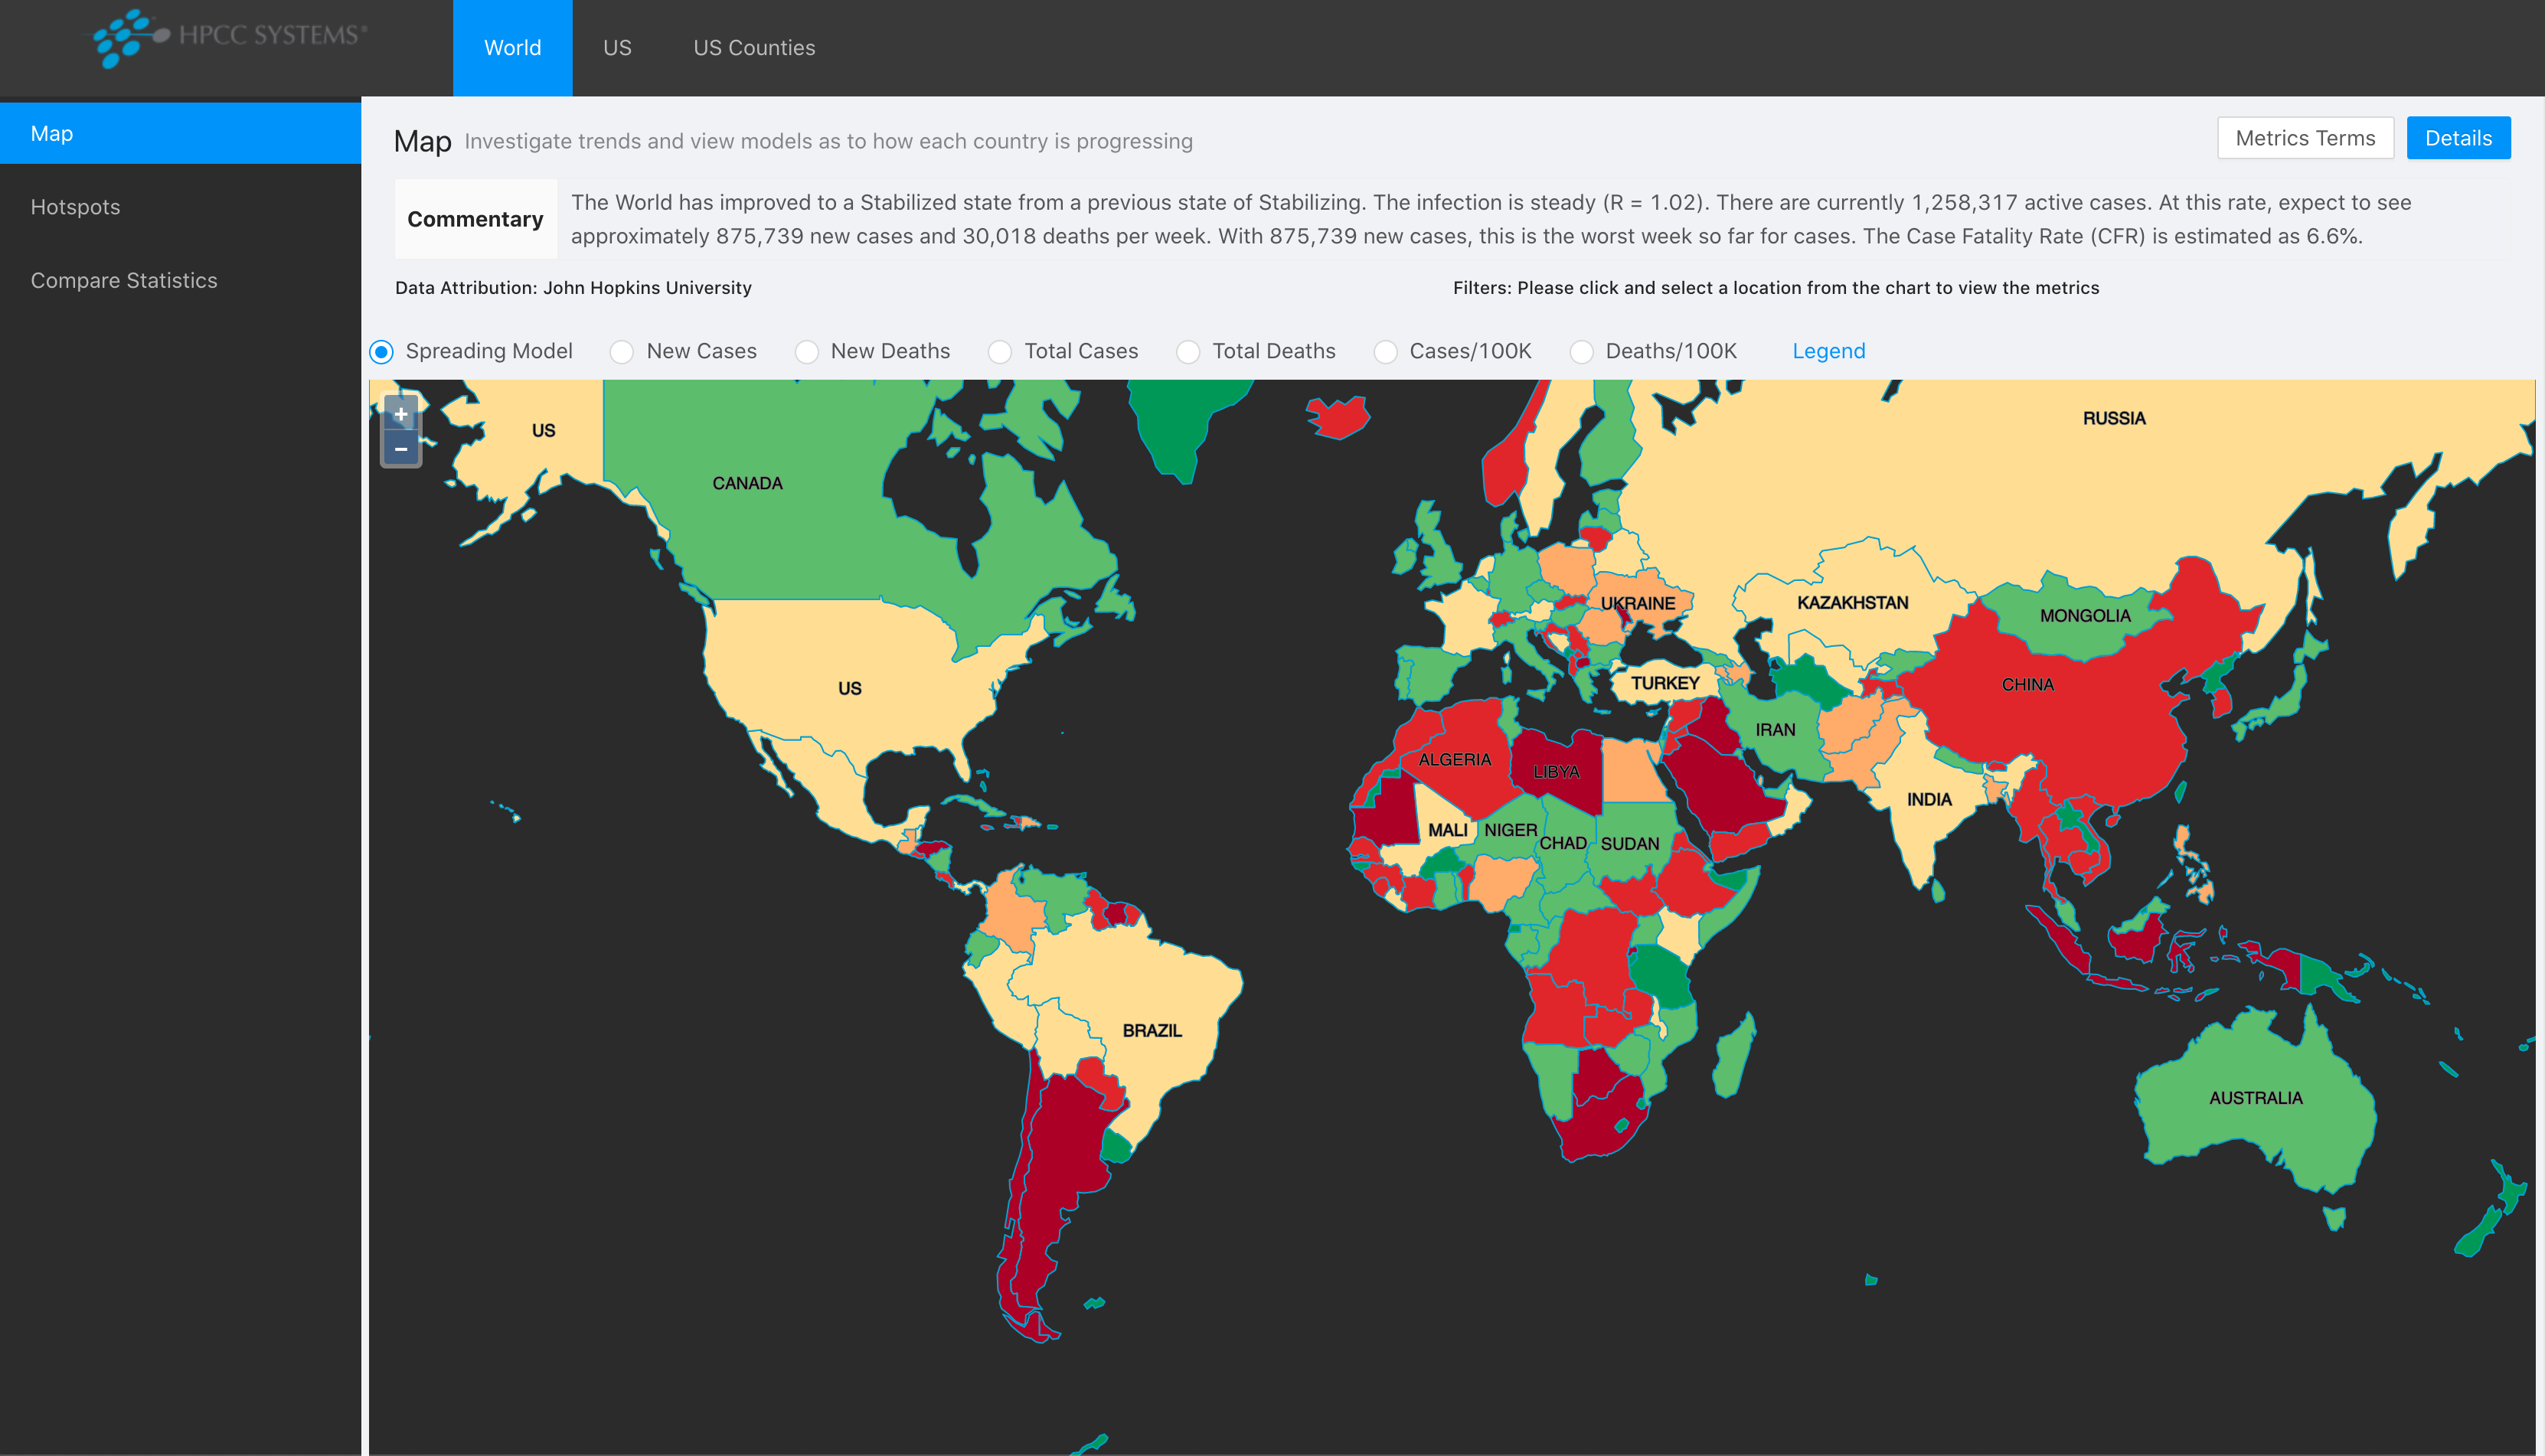 HPCC SYSTEMS®
World
US
US Counties
Map
Hotspots
Compare Statistics
Map
Investigate trends and view models as to how each country is progressing
Metrics Terms
Details
Commentary
The World has improved to a Stabilized state from a previous state of Stabilizing. The infection is steady (R = 1.02). There are currently 1,258,317 active cases. At this rate, expect to see
approximately 875,739 new cases and 30,018 deaths per week. With 875,739 new cases, this is the worst week so far for cases. The Case Fatality Rate (CFR) is estimated as 6.6%.
Data Attribution: John Hopkins University
Filters: Please click and select a location from the chart to view the metrics
Spreading Model
New Cases
New Deaths
Total Cases
Total Deaths
Cases/100K
Deaths/100K
Legend
+
−
US
RUSSIA
CANADA
UKRAINE
KAZAKHSTAN
MONGOLIA
US
TURKEY
CHINA
IRAN
ALGERIA
LIBYA
INDIA
MALI
NIGER
CHAD
SUDAN
BRAZIL
AUSTRALIA